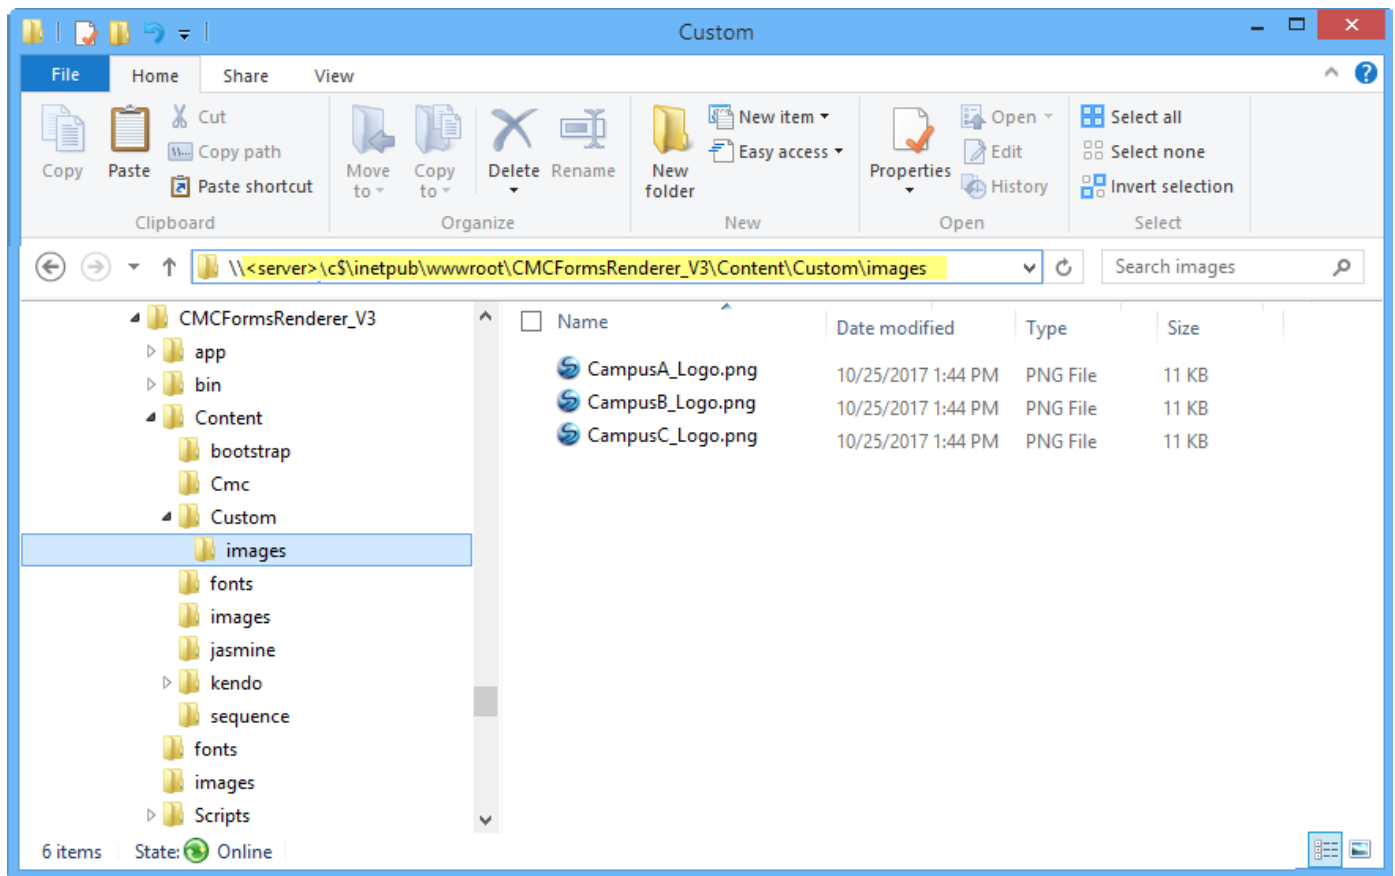 Custom
File Home Share View
Copy
Paste
Cut
Copy path
Paste shortcut
Clipboard
Move to
Copy to
Delete
Rename
Organize
New folder
New item
Easy access
New
Properties
Open
Edit
History
Open
Select all
Select none
Invert selection
Select
\\<server>\c$\inetpub\wwwroot\CMCFormsRenderer_V3\Content\Custom\images
Search images
CMCFormsRenderer_V3
app
bin
Content
bootstrap
Cmc
Custom
images
fonts
images
jasmine
kendo
sequence
fonts
images
Scripts
Name Date modified Type Size
CampusA_Logo.png 10/25/2017 1:44 PM PNG File 11 KB
CampusB_Logo.png 10/25/2017 1:44 PM PNG File 11 KB
CampusC_Logo.png 10/25/2017 1:44 PM PNG File 11 KB
6 items State: Online